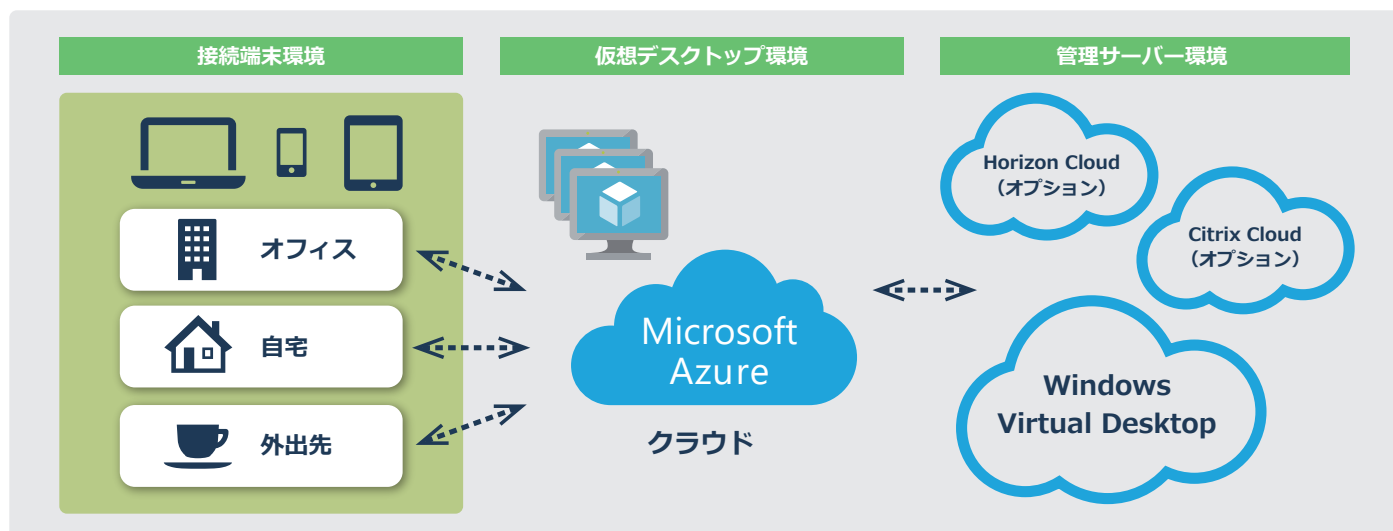 接続端末環境
仮想デスクトップ環境
管理サーバー環境
オフィス
自宅
外出先
Microsoft
Azure
クラウド
Horizon Cloud
（オプション）
Citrix Cloud
（オプション）
Windows
Virtual Desktop